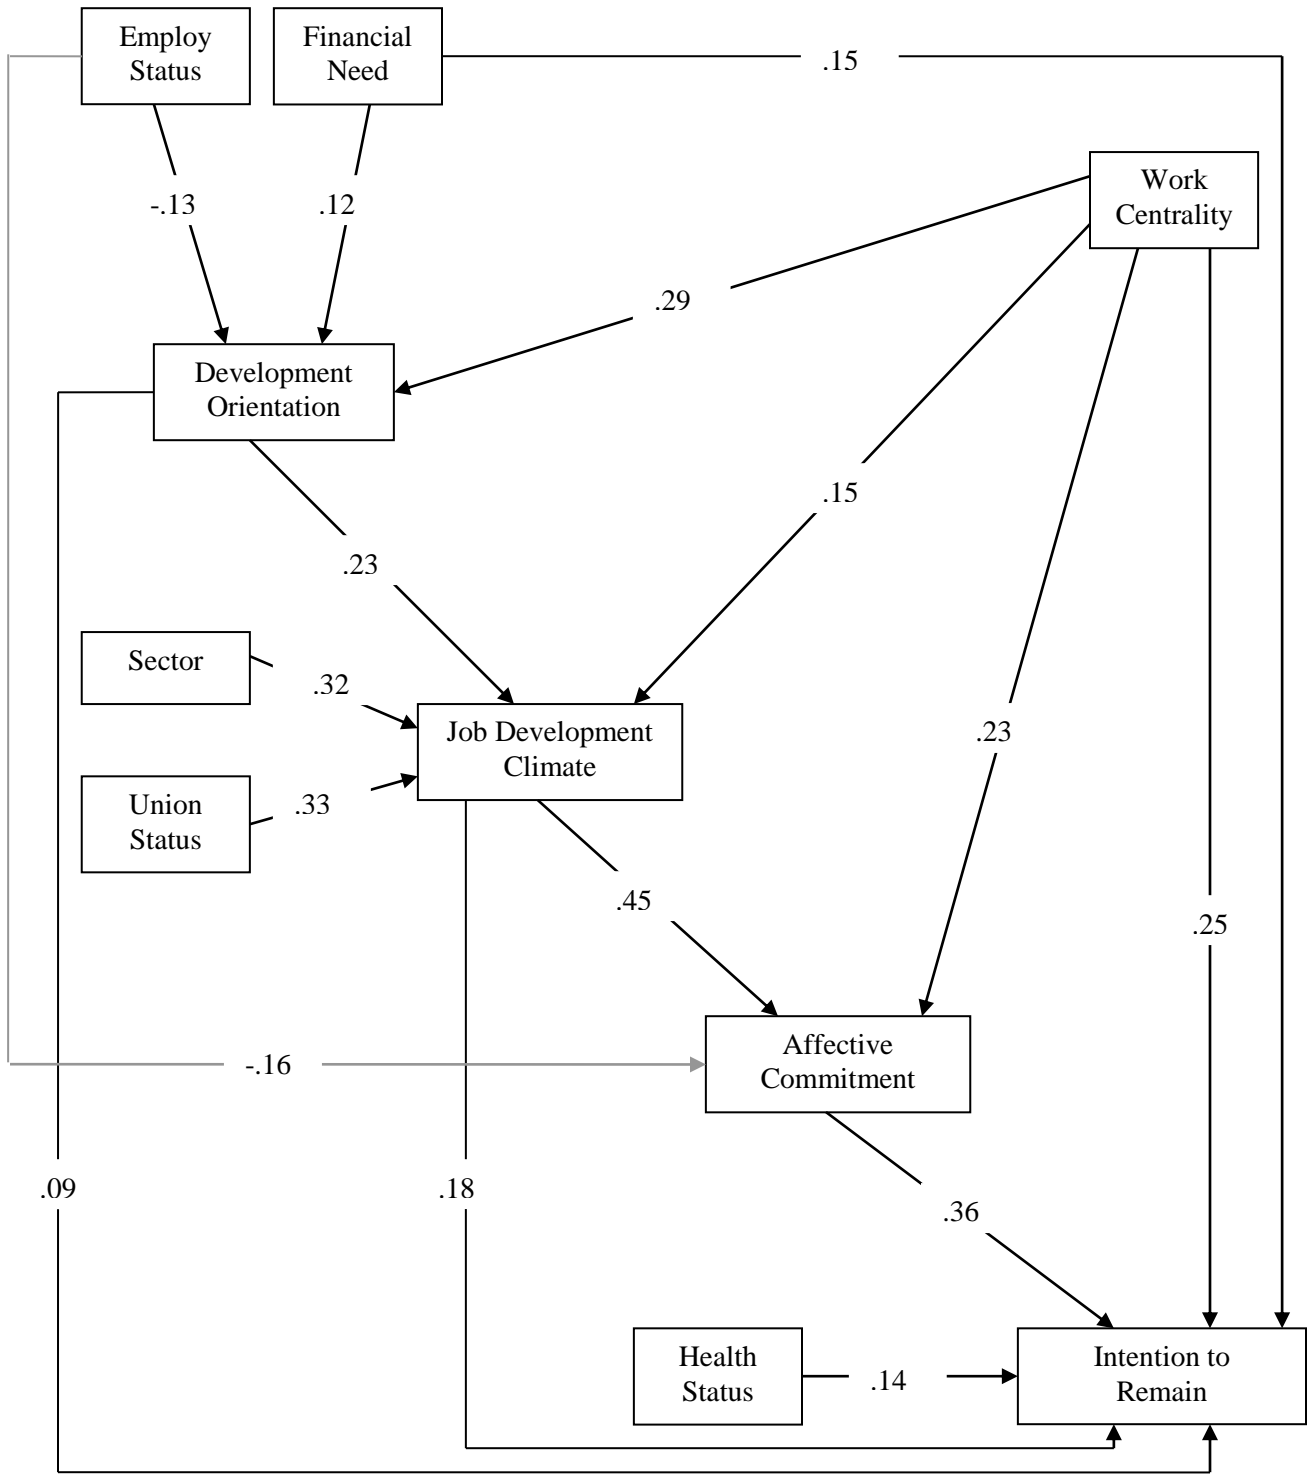 Employ
Status
Financial
Need
.15
Work
Centrality
-.13
.12
.29
Development
Orientation
.15
.23
Sector
.32
Job Development
Climate
.23
Union
Status
.33
.45
.25
Affective
Commitment
-.16
.09
.18
.36
Health
Status
.14
Intention to
Remain